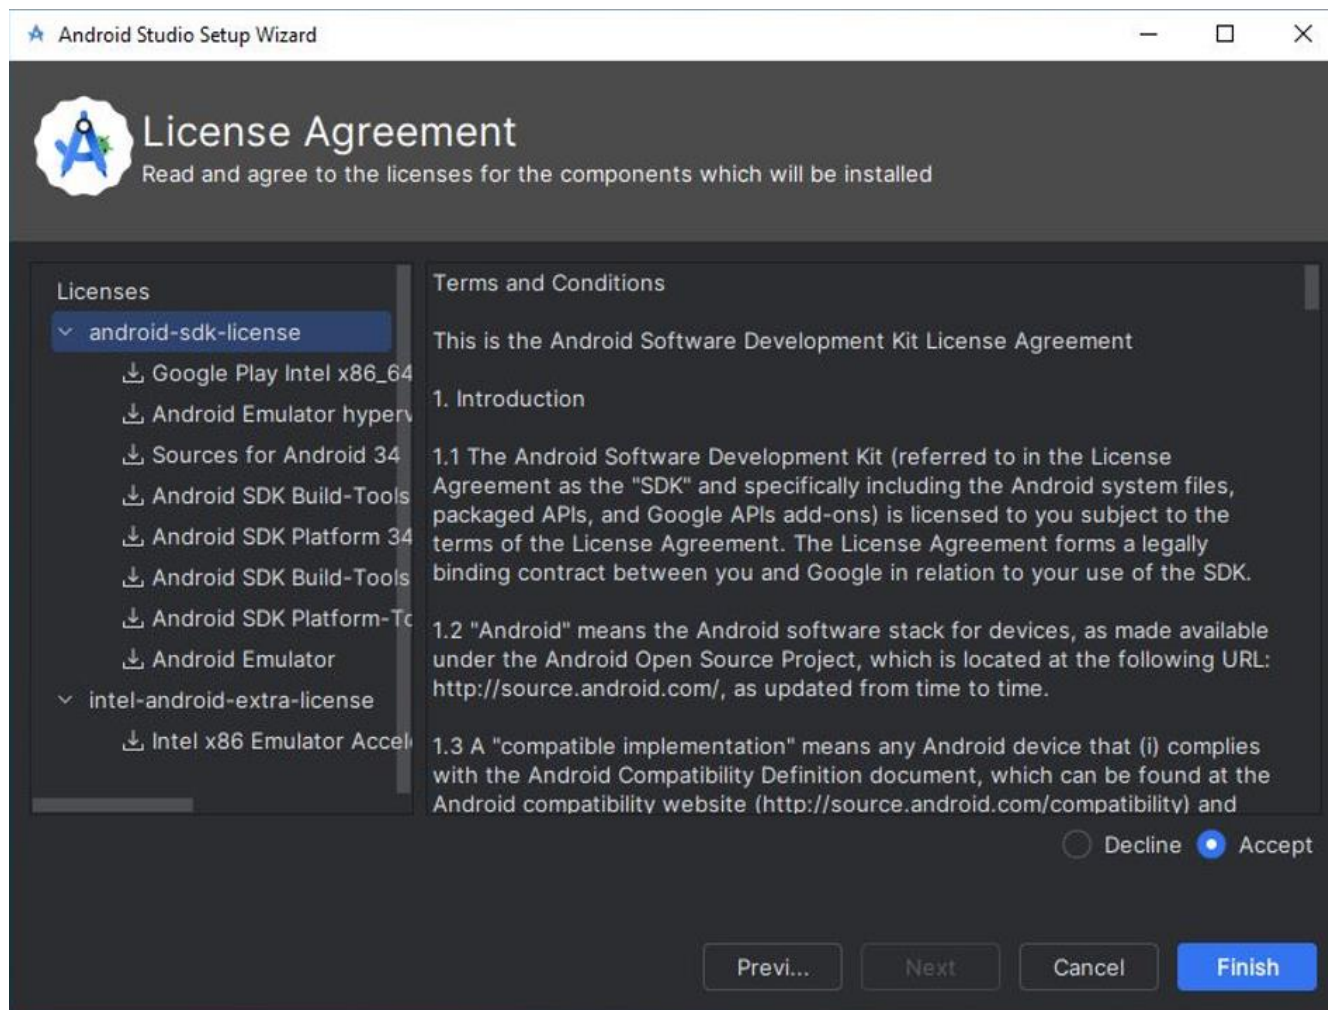 Android Studio Setup Wizard
License Agreement
Read and agree to the licenses for the components which will be installed
Licenses
android-sdk-license
Google Play Intel x86_64
Android Emulator hyperv
Sources for Android 34
Android SDK Build-Tools
Android SDK Platform 34
Android SDK Build-Tools
Android SDK Platform-To
Android Emulator
intel-android-extra-license
Intel x86 Emulator Accel
Terms and Conditions
This is the Android Software Development Kit License Agreement
1. Introduction
1.1 The Android Software Development Kit (referred to in the License
Agreement as the "SDK" and specifically including the Android system files,
packaged APIs, and Google APIs add-ons) is licensed to you subject to the
terms of the License Agreement. The License Agreement forms a legally
binding contract between you and Google in relation to your use of the SDK.
1.2 "Android" means the Android software stack for devices, as made available
under the Android Open Source Project, which is located at the following URL:
http://source.android.com/, as updated from time to time.
1.3 A "compatible implementation" means any Android device that (i) complies
with the Android Compatibility Definition document, which can be found at the
Android compatibility website (http://source.android.com/compatibility) and
Decline Accept
Previ... Next Cancel Finish